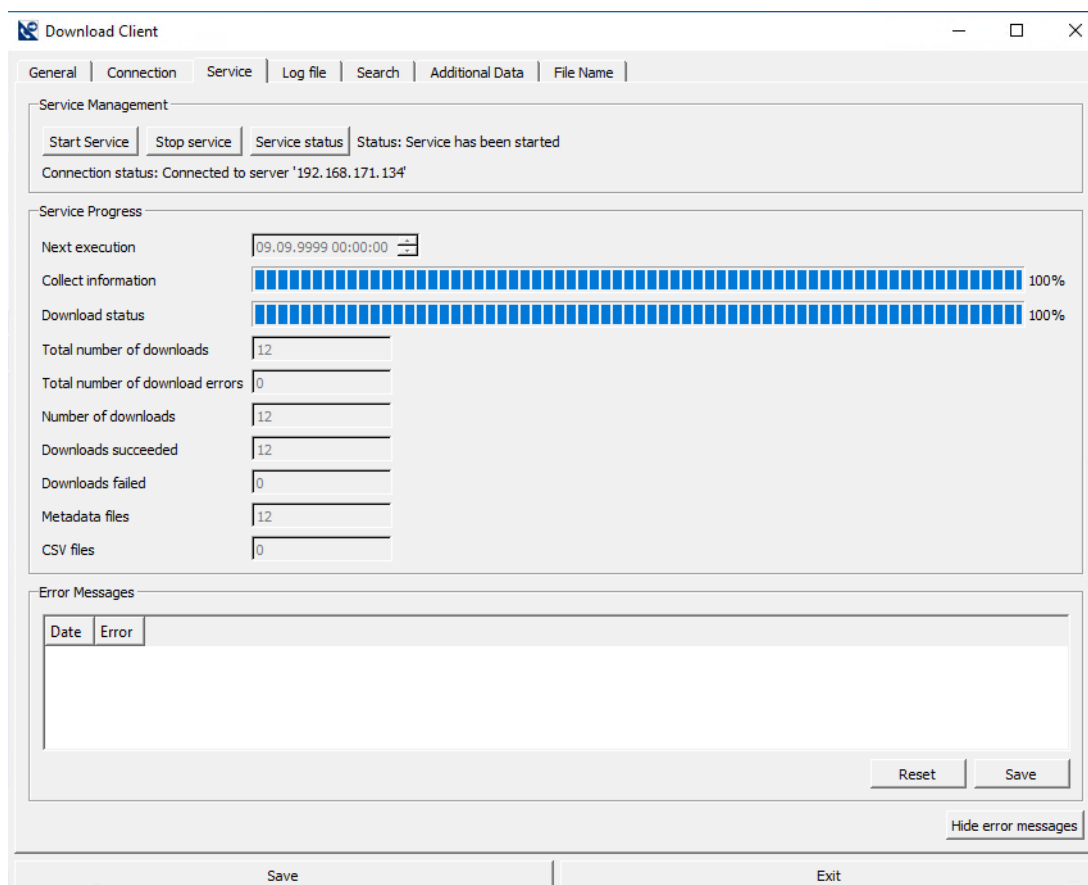 Download Client
General Connection Service Log file Search Additional Data File Name
Service Management
Start Service Stop service Service status Status: Service has been started
Connection status: Connected to server '192.168.171.134'
Service Progress
Next execution 09.09.9999 00:00:00
Collect information 100%
Download status 100%
Total number of downloads 12
Total number of download errors 0
Number of downloads 12
Downloads succeeded 12
Downloads failed 0
Metadata files 12
CSV files 0
Error Messages
Date Error
Reset Save
Hide error messages
Save Exit